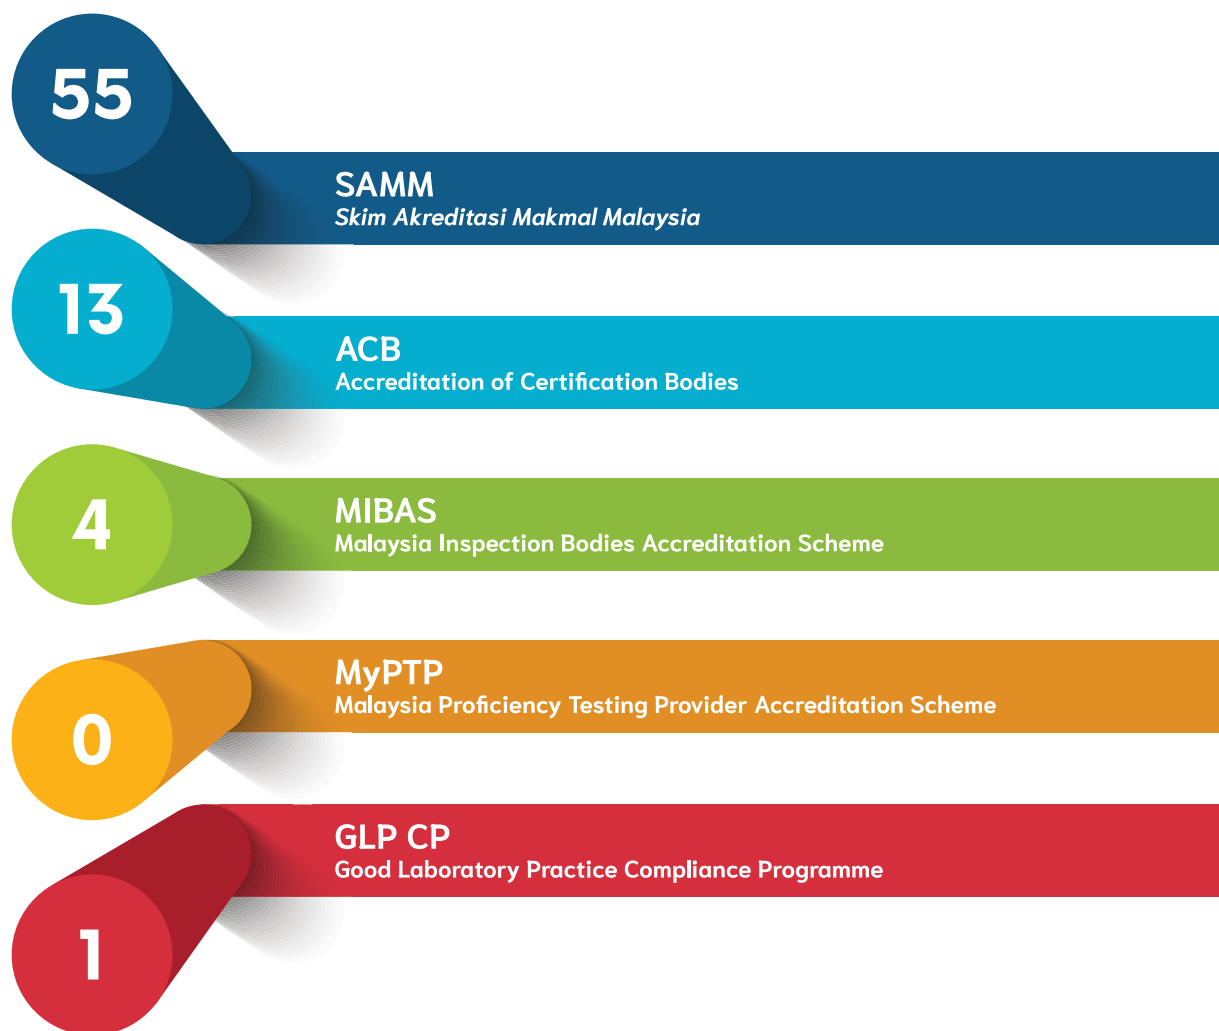 55
SAMM
Skim Akreditasi Makmal Malaysia
13
ACB
Accreditation of Certification Bodies
4
MIBAS
Malaysia Inspection Bodies Accreditation Scheme
0
MyPTP
Malaysia Proficiency Testing Provider Accreditation Scheme
1
GLP CP
Good Laboratory Practice Compliance Programme